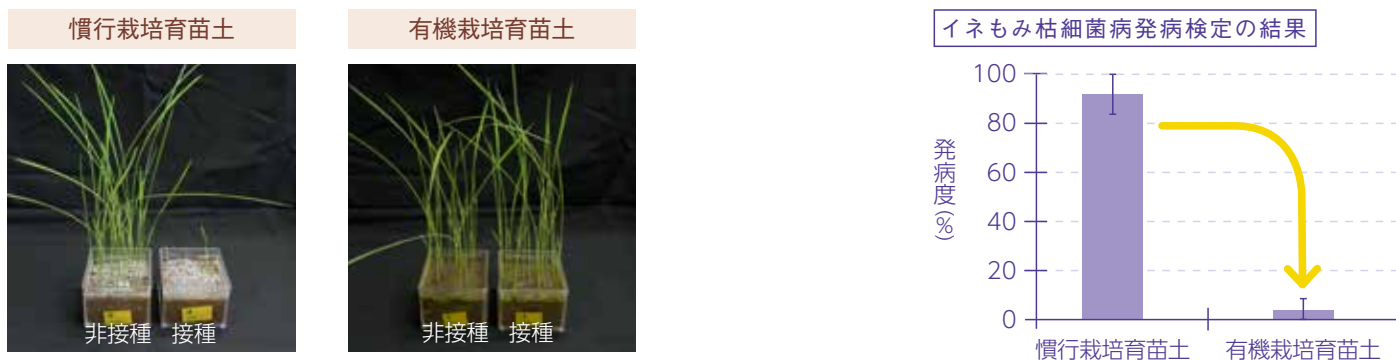 慣行栽培育苗土
有機栽培育苗土
非接種 接種
非接種 接種
イネもみ枯細菌病発病検定の結果
発病度(%)
100
80
60
40
20
0
慣行栽培育苗土
有機栽培育苗土